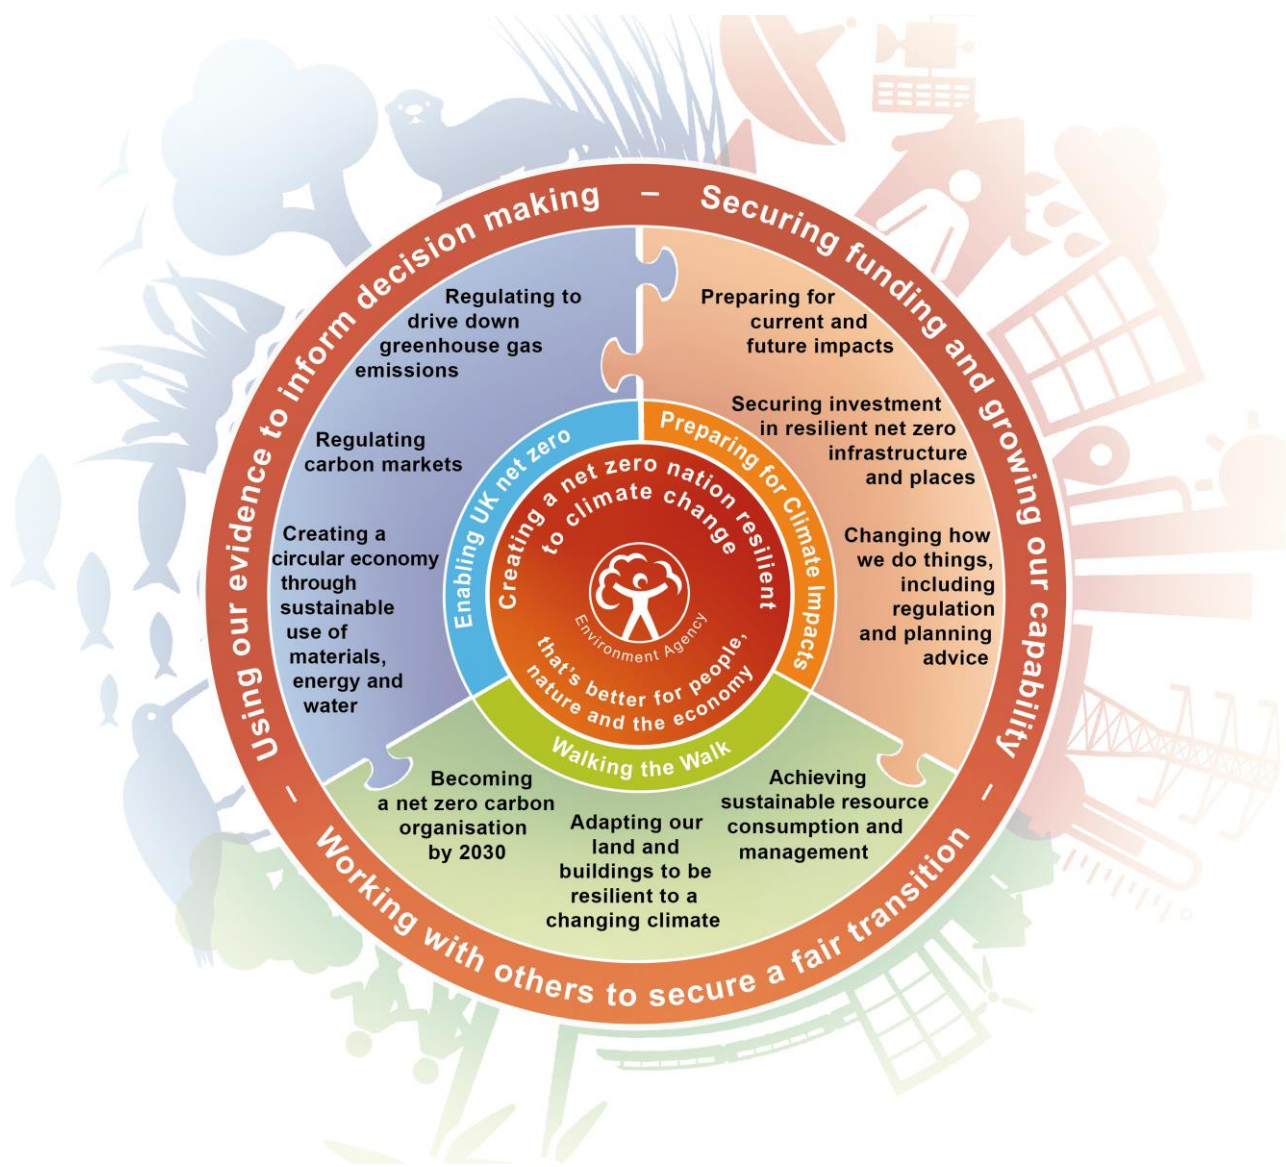 Using our evidence to inform decision making
–
Securing funding and growing our capability
–
Working with others to secure a fair transition
–
Regulating to
drive down
greenhouse gas
emissions
Regulating
carbon markets
Creating a
circular economy
through
sustainable
use of
materials,
energy and
water
Preparing for
current and
future impacts
Securing investment
in resilient net zero
infrastructure
and places
Changing how
we do things,
including
regulation
and planning
advice
Becoming
a net zero carbon
organisation
by 2030
Adapting our
land and
buildings to be
resilient to a
changing climate
Achieving
sustainable resource
consumption and
management
Enabling UK net zero
Preparing for Climate Impacts
Walking the Walk
Creating a net zero nation resilient
to climate change
Environment Agency
that's better for people,
nature and the economy